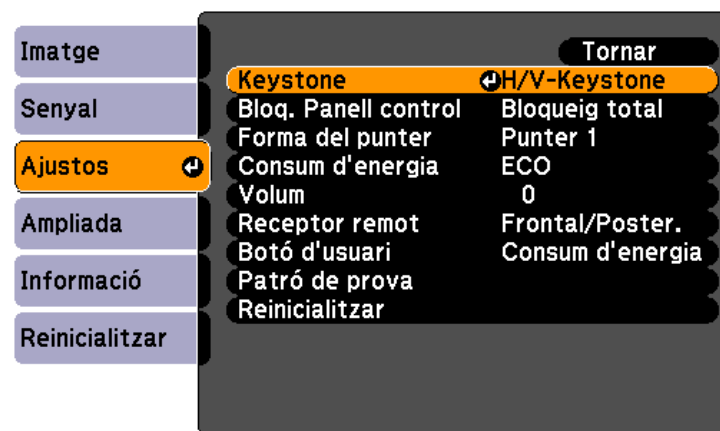 Imatge
Senyal
Ajustos
Ampliada
Informació
Reinicialitzar
Tornar
Keystone H/V-Keystone
Bloq. Panell control Bloqueig total
Forma del punter Punter 1
Consum d'energia ECO
Volum 0
Receptor remot Frontal/Poster.
Botó d'usuari Consum d'energia
Patró de prova
Reinicialitzar